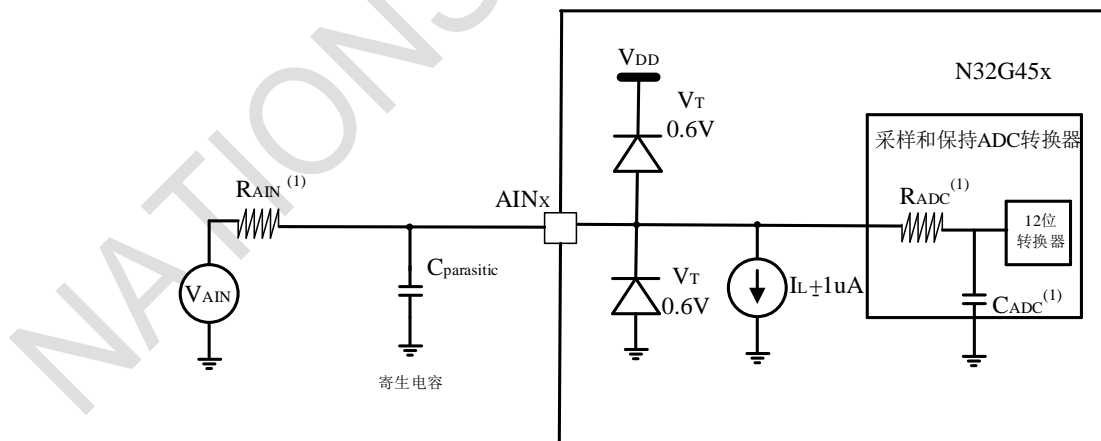 NATIONS
VDD
N32G45x
VT
0.6V
采样和保持ADC转换器
RAIN(1)
AINX
RADC(1)
12位
转换器
VAIN
Cparasitic
VT
0.6V
IL±1uA
CADC(1)
寄生电容